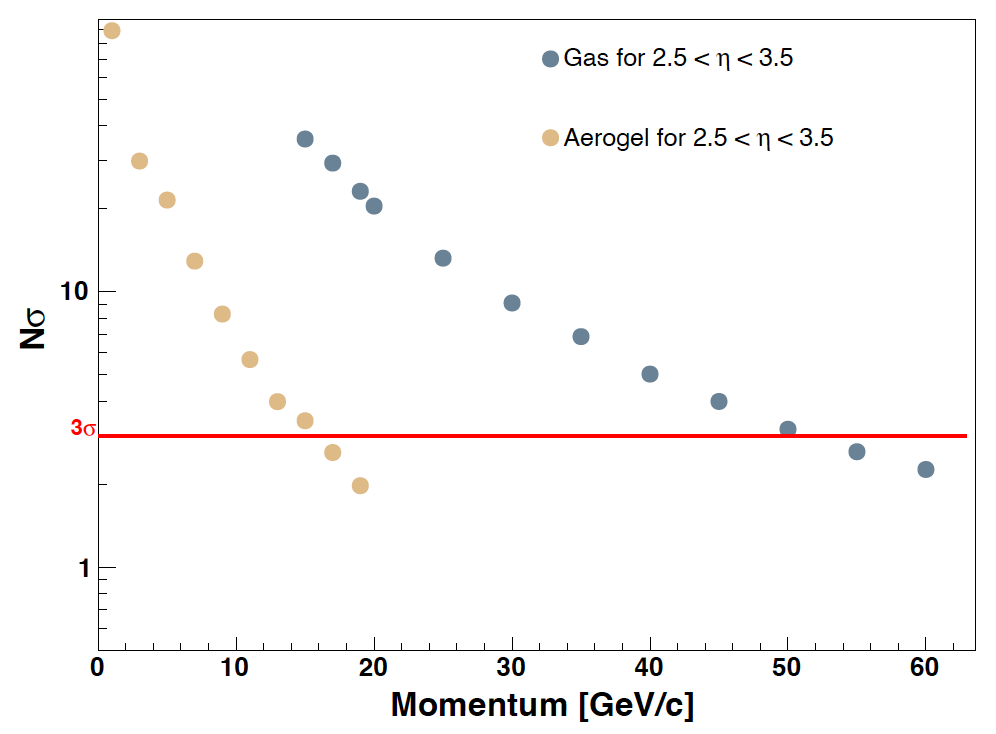 Gas for 2.5 < η < 3.5
Aerogel for 2.5 < η < 3.5
Nσ
10
3σ
1
0 10 20 30 40 50 60
Momentum [GeV/c]